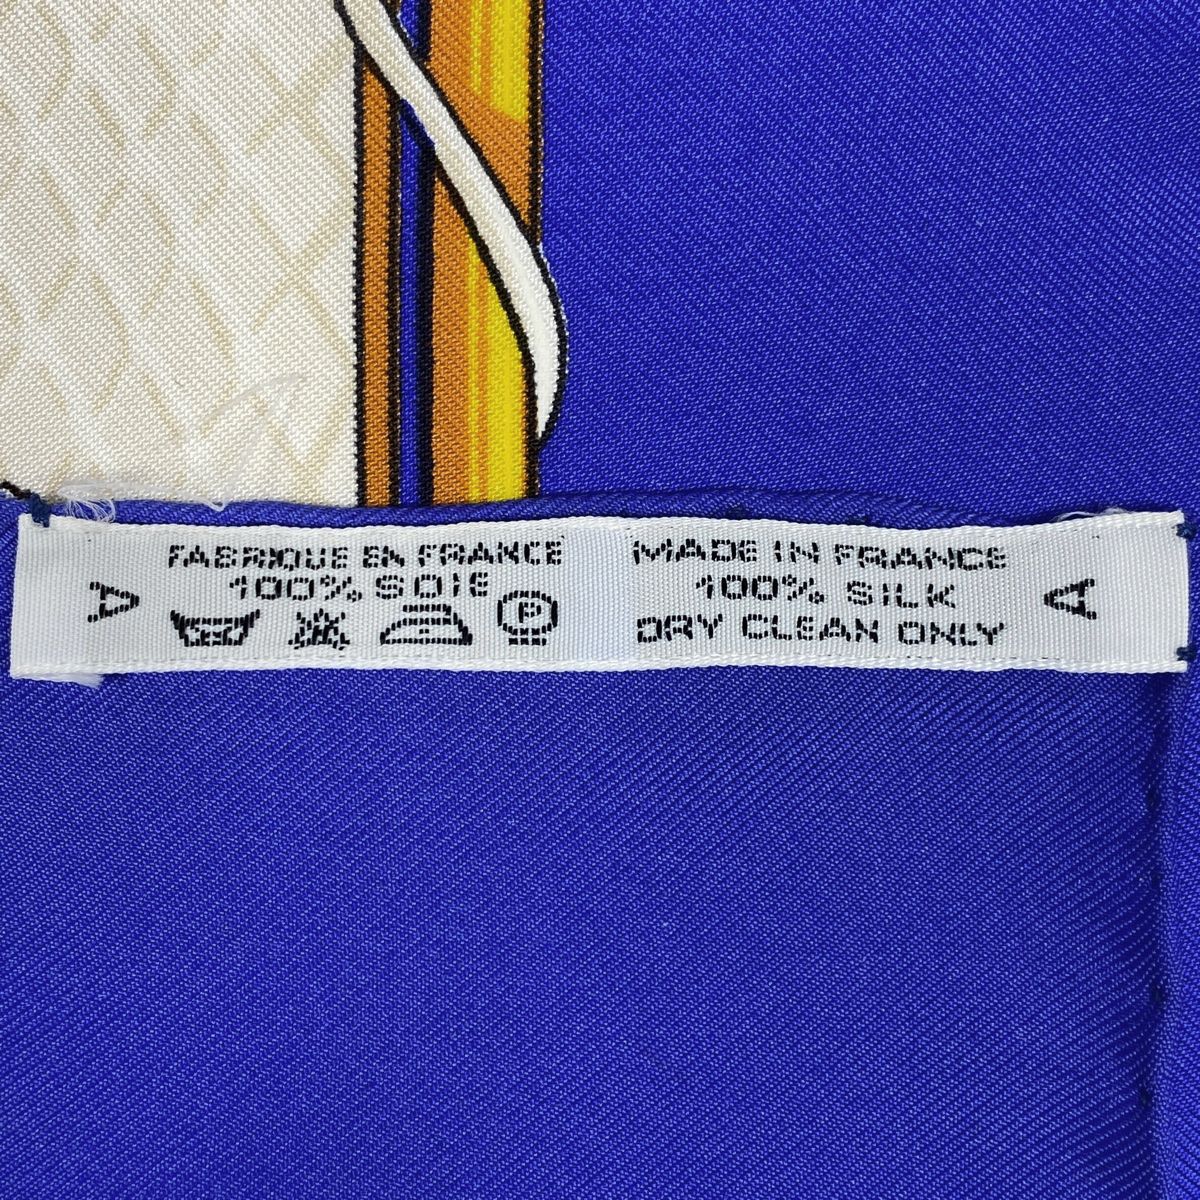 A
FABRIQUE EN FRANCE
100% SOIE
P
MADE IN FRANCE
100% SILK
DRY CLEAN ONLY
A